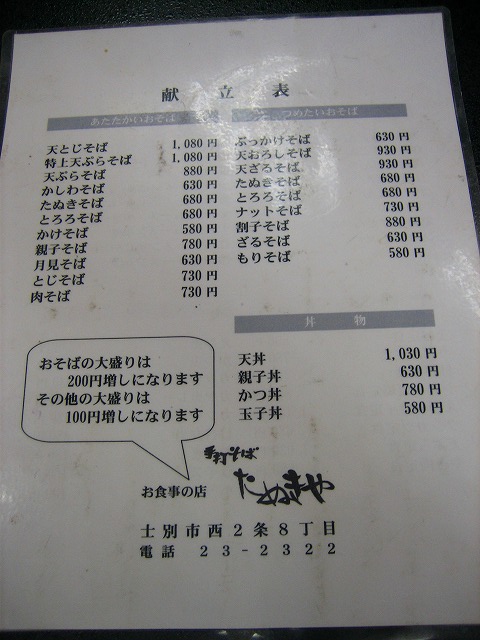 献立表
あたたかいおそば
天とじそば 1,080円
特上天ぷらそば 1,080円
天ぷらそば 880円
かしわそば 630円
たぬきそば 680円
とろろそば 680円
かけそば 580円
親子そば 780円
月見そば 630円
とじそば 730円
肉そば 730円
つめたいおそば
ぶっかけそば 630円
天おろしそば 930円
天ざるそば 930円
たぬきそば 680円
とろろそば 680円
ナットそば 730円
割子そば 880円
ざるそば 630円
もりそば 580円
丼物
天丼 1,030円
親子丼 630円
かつ丼 780円
玉子丼 580円
おそばの大盛りは
200円増しになります
その他の大盛りは
100円増しになります
手打そば
お食事の店 たぬきや
士別市西2条8丁目
電話 23-2322